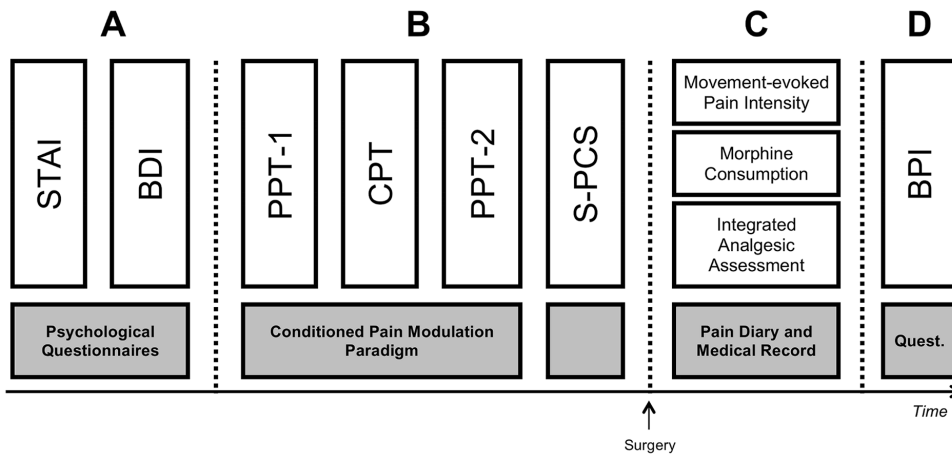 A
B
C
D
STAI
BDI
PPT-1
CPT
PPT-2
S-PCS
Movement-evoked
Pain Intensity
Morphine
Consumption
Integrated
Analgesic
Assessment
BPI
Psychological
Questionnaires
Conditioned Pain Modulation
Paradigm
Pain Diary and
Medical Record
Quest.
Time
Surgery